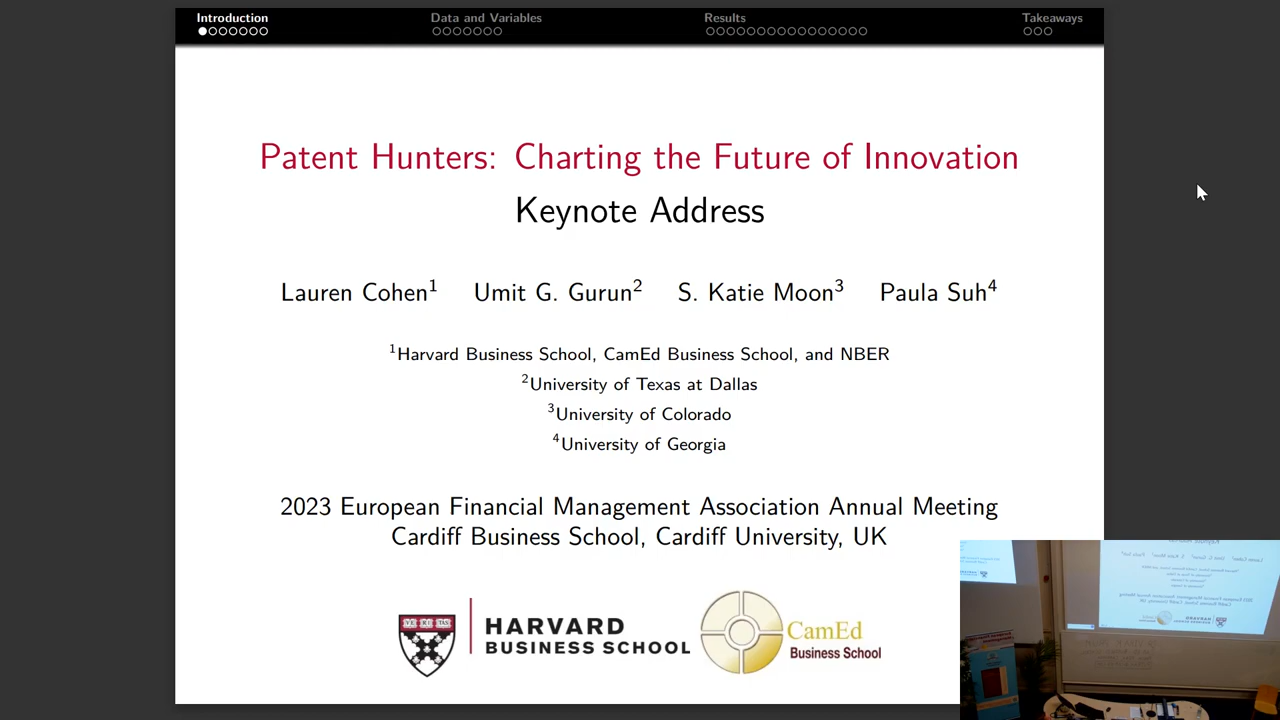 Introduction
Data and Variables
Results
Takeaways
Patent Hunters: Charting the Future of Innovation
Keynote Address
Lauren Cohen1 Umit G. Gurun2 S. Katie Moon3 Paula Suh4
1Harvard Business School, CamEd Business School, and NBER
2University of Texas at Dallas
3University of Colorado
4University of Georgia
2023 European Financial Management Association Annual Meeting
Cardiff Business School, Cardiff University, UK
VE RI TAS
HARVARD
BUSINESS SCHOOL
CamEd
Business School